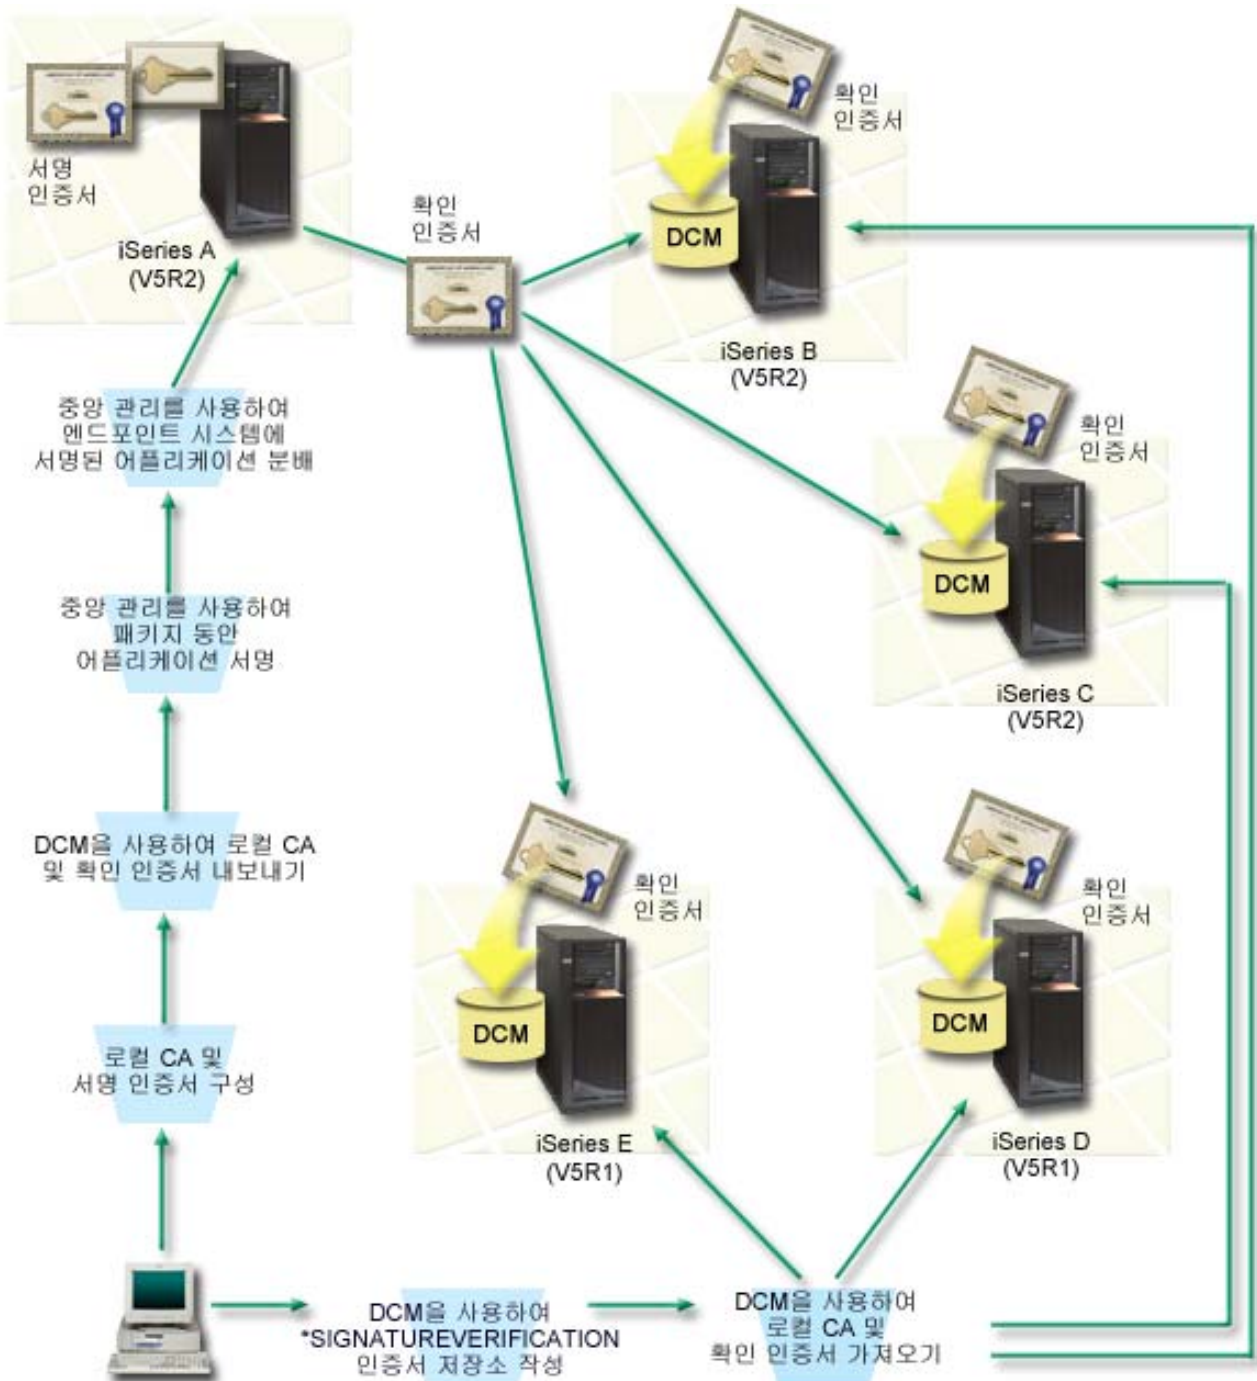 서명
인증서
iSeries A
(V5R2)
확인
인증서
확인
인증서
DCM
iSeries B
(V5R2)
확인
인증서
DCM
iSeries C
(V5R2)
중앙 관리를 사용하여
엔드포인트 시스템에
서명된 어플리케이션 분배
중앙 관리를 사용하여
패키지 동안
어플리케이션 서명
DCM을 사용하여 로컬 CA
및 확인 인증서 내보내기
로컬 CA 및
서명 인증서 구성
확인
인증서
DCM
iSeries E
(V5R1)
확인
인증서
DCM
iSeries D
(V5R1)
DCM을 사용하여
*SIGNATUREVERIFICATION
인증서 저장소 작성
DCM을 사용하여
로컬 CA 및
확인 인증서 가져오기